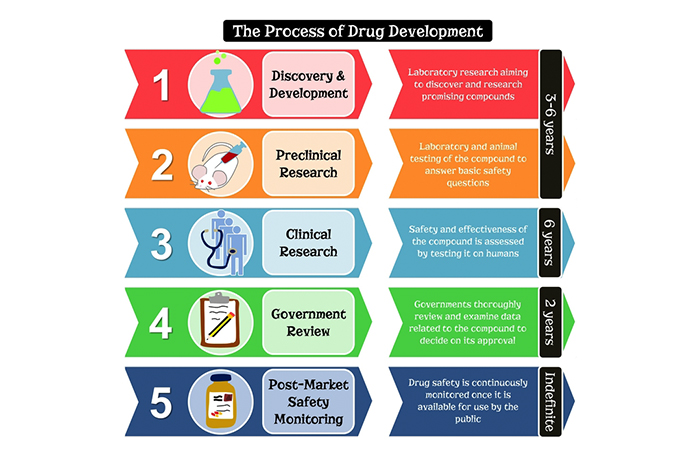 The Process of Drug Development
1
Discovery &
Development
Laboratory research aiming
to discover and research
promising compounds
3-6 years
2
Preclinical
Research
Laboratory and animal
testing of the compound to
answer basic safety
questions
3
Clinical
Research
Safety and effectiveness of
the compound is assessed
by testing it on humans
6 years
4
Government
Review
Governments thoroughly
review and examine data
related to the compound to
decide on its approval
2 years
5
Post-Market
Safety
Monitoring
Drug safety is continuously
monitored once it is
available for use by the
public
Indefinite